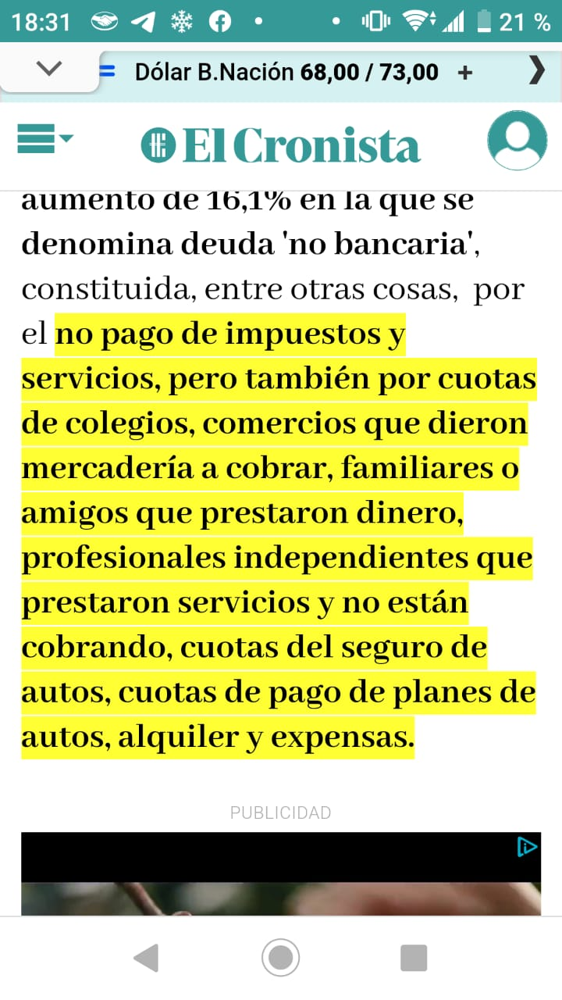 18:31
21 %
Dólar B.Nación 68,00 / 73,00 +
El Cronista
aumento de 16,1% en la que se
denomina deuda 'no bancaria',
constituida, entre otras cosas, por
el no pago de impuestos y
servicios, pero también por cuotas
de colegios, comercios que dieron
mercadería a cobrar, familiares o
amigos que prestaron dinero,
profesionales independientes que
prestaron servicios y no están
cobrando, cuotas del seguro de
autos, cuotas de pago de planes de
autos, alquiler y expensas.
PUBLICIDAD